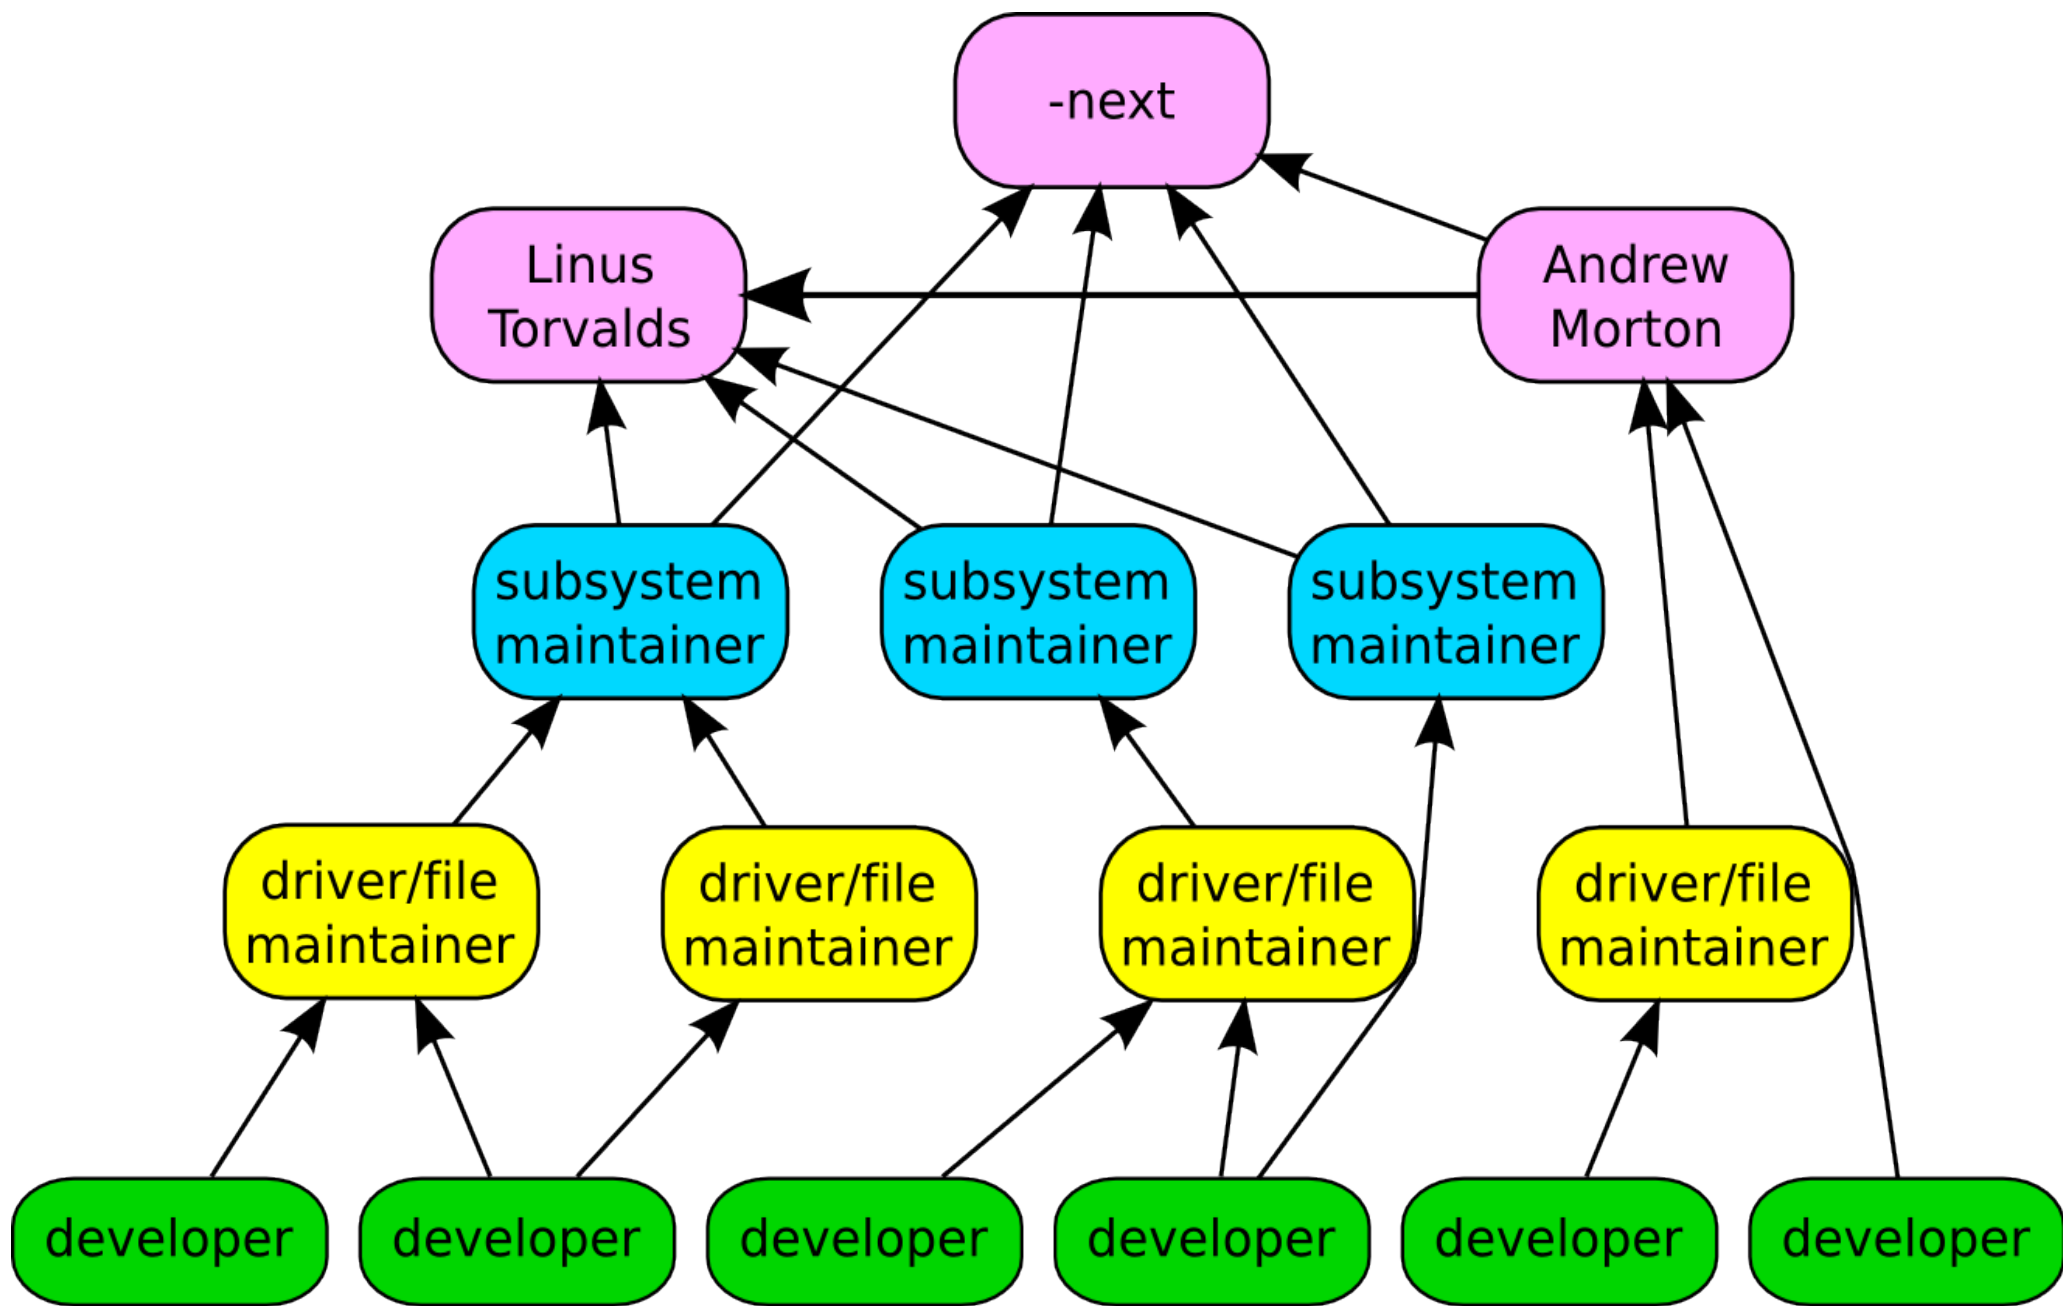 -next
Linus
Torvalds
Andrew
Morton
subsystem
maintainer
subsystem
maintainer
subsystem
maintainer
driver/file
maintainer
driver/file
maintainer
driver/file
maintainer
driver/file
maintainer
developer
developer
developer
developer
developer
developer